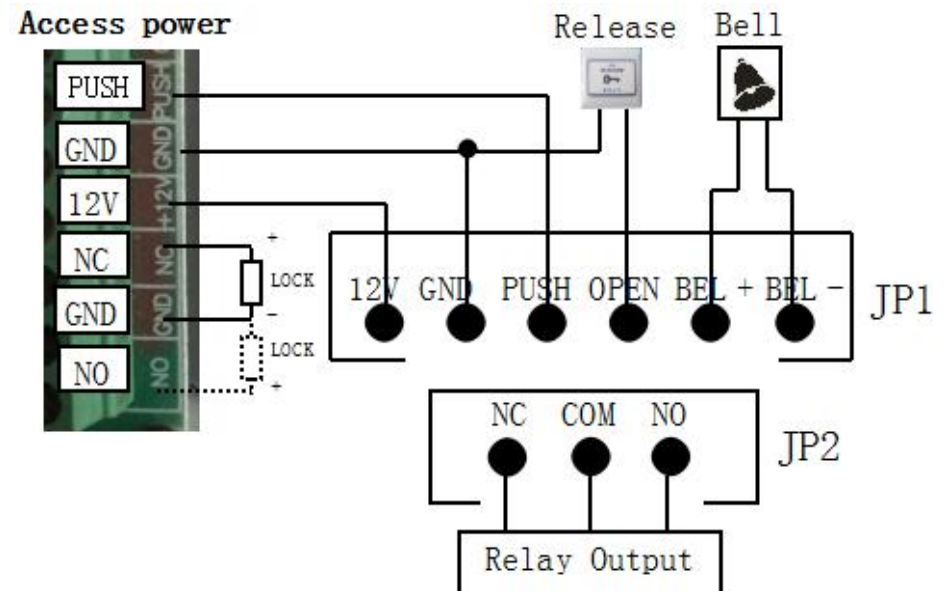 Access power
Release
Bell
PUSH
PUSH
GND
GND
12V
+12V
NC
NC
GND
GND
NO
NO
+
LOCK
-
LOCK
+
12V GND PUSH OPEN BEL + BEL -
JP1
NC COM NO
JP2
Relay Output